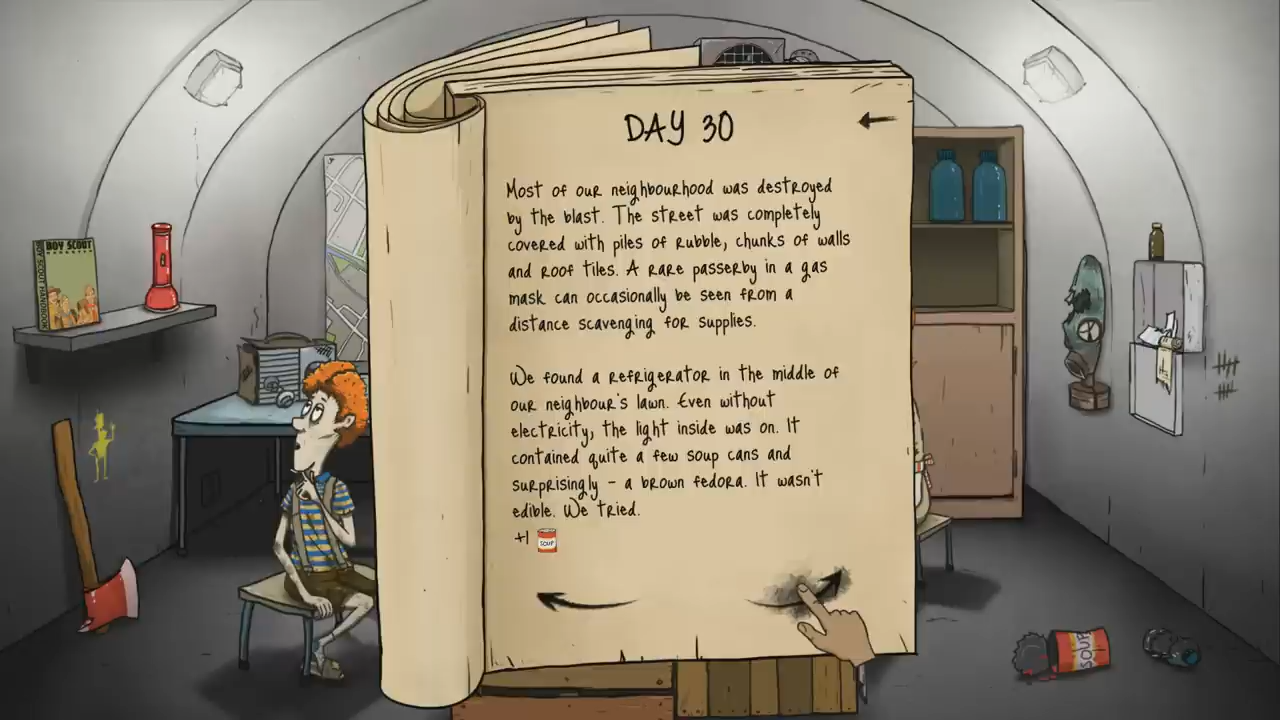 DAY 30
Most of our neighbourhood was destroyed
by the blast. The street was completely
covered with piles of rubble, chunks of walls
and roof tiles. A rare passerby in a gas
mask can occasionally be seen from a
distance scavenging for supplies.
We found a refrigerator in the middle of
our neighbour's lawn. Even without
electricity, the light inside was on. It
contained quite a few soup cans and
surprisingly - a brown fedora. It wasn't
edible. We tried.
+1 SOUP
BOY SCOUT
BOY SCOUT HANDBOOK
SOUP